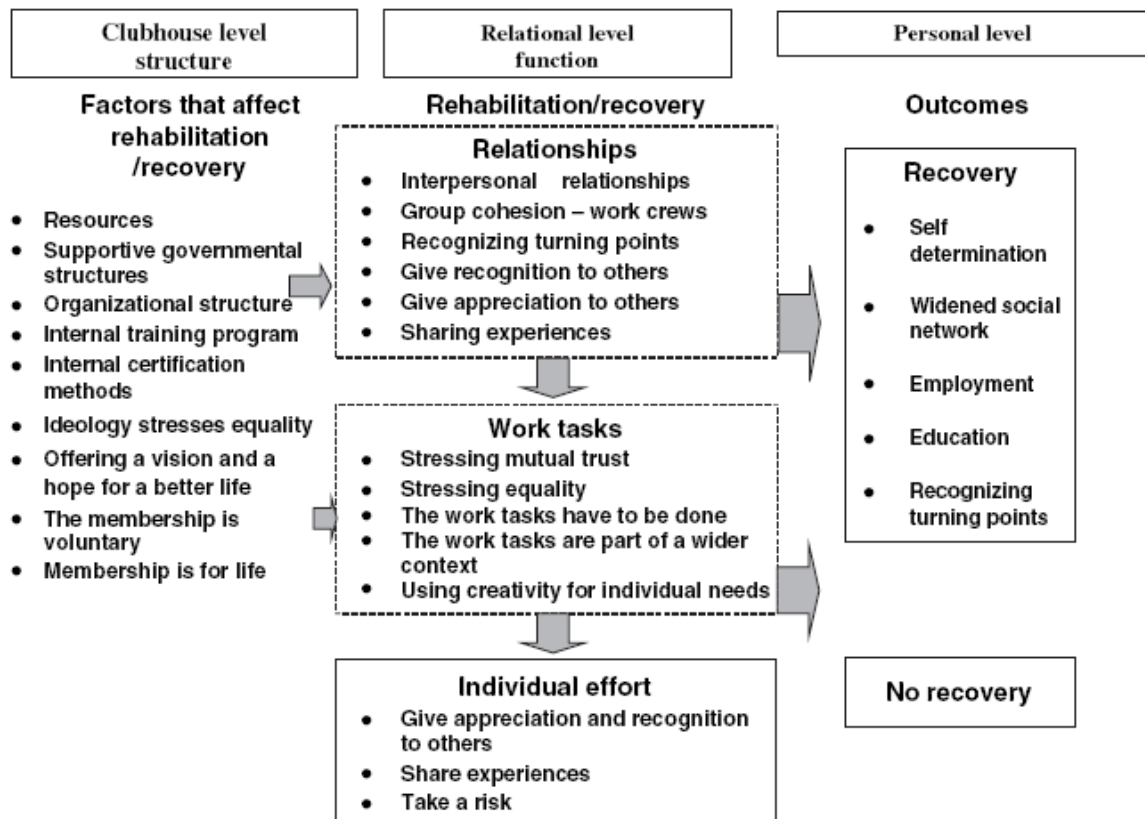 Clubhouse level
structure
Relational level
function
Personal level
Factors that affect
rehabilitation
/recovery
• Resources
• Supportive governmental
structures
• Organizational structure
• Internal training program
• Internal certification
methods
• Ideology stresses equality
• Offering a vision and a
hope for a better life
• The membership is
voluntary
• Membership is for life
Rehabilitation/recovery
Relationships
• Interpersonal relationships
• Group cohesion – work crews
• Recognizing turning points
• Give recognition to others
• Give appreciation to others
• Sharing experiences
Work tasks
• Stressing mutual trust
• Stressing equality
• The work tasks have to be done
• The work tasks are part of a wider
context
• Using creativity for individual needs
Individual effort
• Give appreciation and recognition
to others
• Share experiences
• Take a risk
Outcomes
Recovery
• Self
determination
• Widened social
network
• Employment
• Education
• Recognizing
turning points
No recovery